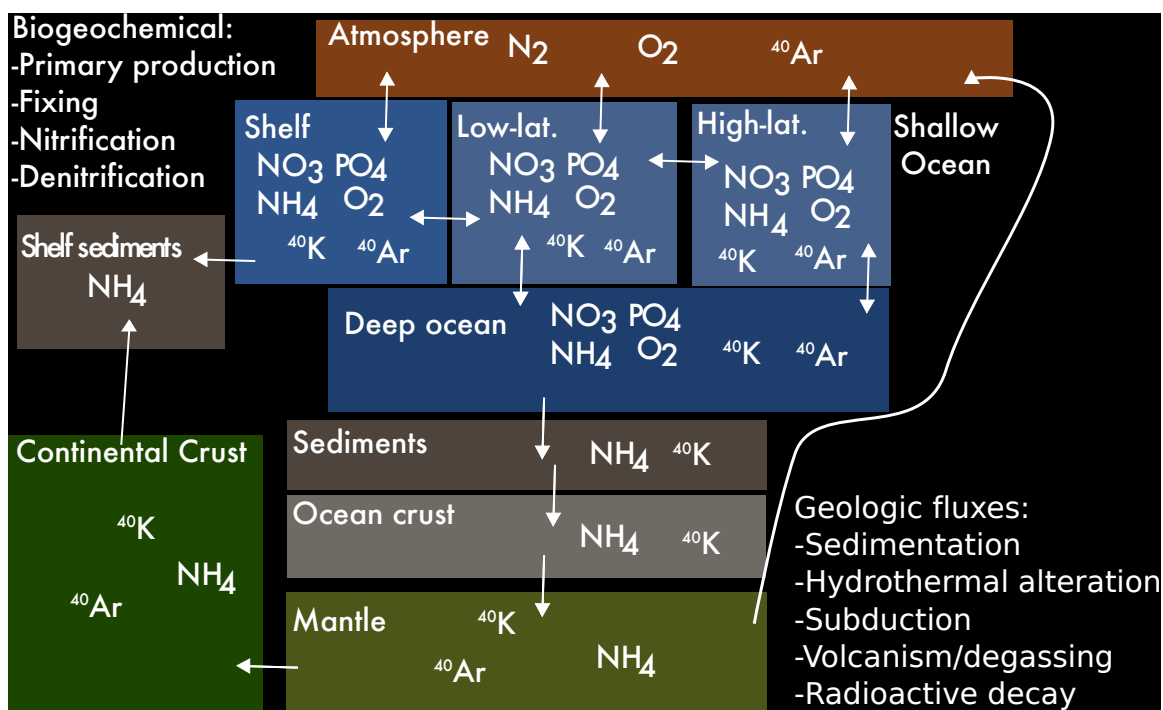 Biogeochemical:
-Primary production
-Fixing
-Nitrification
-Denitrification
Atmosphere N2 O2 40Ar
Shelf
NO3 PO4
NH4 O2
40K 40Ar
Low-lat.
NO3 PO4
NH4 O2
40K 40Ar
High-lat.
NO3 PO4
NH4 O2
40K 40Ar
Shallow
Ocean
Shelf sediments
NH4
Deep ocean
NO3 PO4
NH4 O2 40K 40Ar
Continental Crust
40K
NH4
40Ar
Sediments NH4 40K
Ocean crust NH4 40K
Mantle 40K
40Ar NH4
Geologic fluxes:
-Sedimentation
-Hydrothermal alteration
-Subduction
-Volcanism/degassing
-Radioactive decay